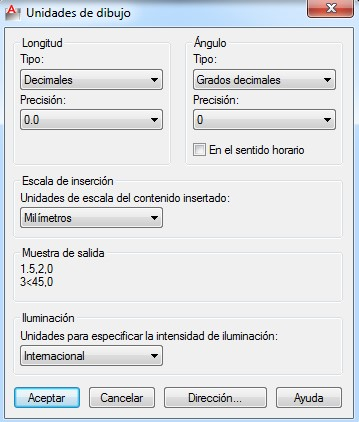 Unidades de dibujo
Longitud
Tipo:
Decimales
Precisión:
0.0
Ángulo
Tipo:
Grados decimales
Precisión:
0
En el sentido horario
Escala de inserción
Unidades de escala del contenido insertado:
Milímetros
Muestra de salida
1.5,2,0
3<45,0
Iluminación
Unidades para especificar la intensidad de iluminación:
Internacional
Aceptar
Cancelar
Dirección...
Ayuda